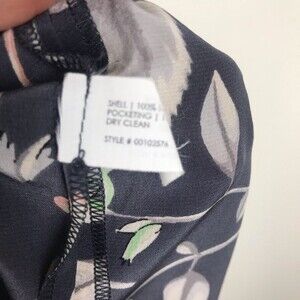 SHELL | 100%
POCKETING |
DRY CLEAN
STYLE # 00102576